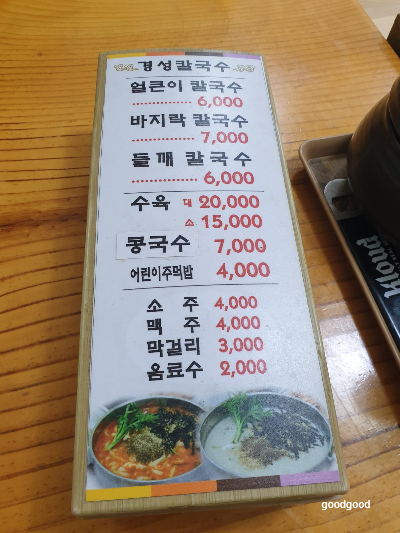 경성칼국수
얼큰이 칼국수
............... 6,000
바지락 칼국수
............... 7,000
들깨 칼국수
............... 6,000
수육 대 20,000
소 15,000
콩국수 7,000
어린이주먹밥 4,000
소 주 4,000
맥 주 4,000
막걸리 3,000
음료수 2,000
Kloud
goodgood